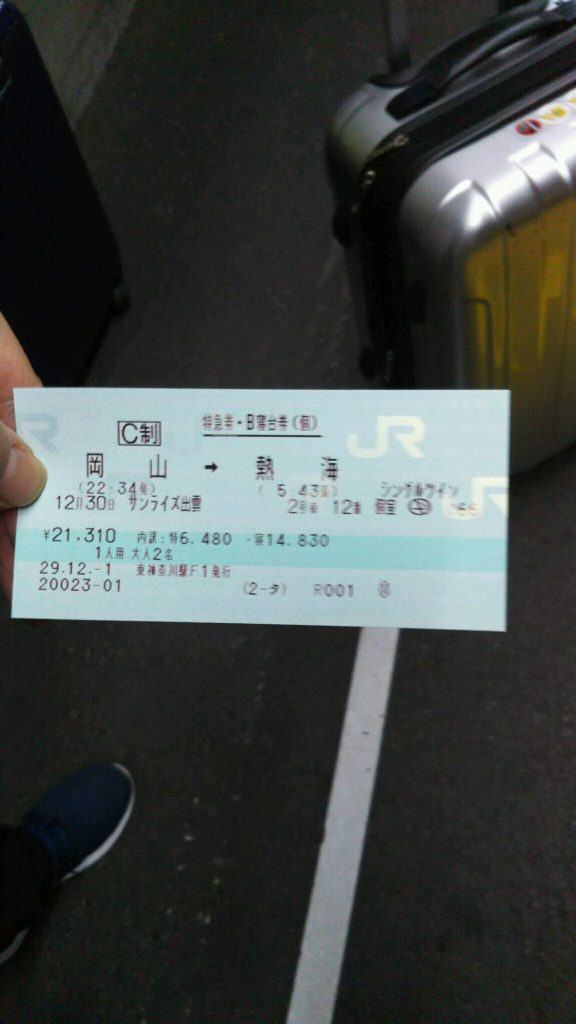 特急券・B寝台券(個)
C制
JR
岡山 → 熱海
(22:34発) (5.43着) シングルツイン
12月30日 サンライズ出雲 2号車 12番 個室
¥21,310 内訳:特6,480・寝14,830
1人用 大人2名
29.12.-1 東神奈川駅F1発行
20023-01 (2-タ) R001